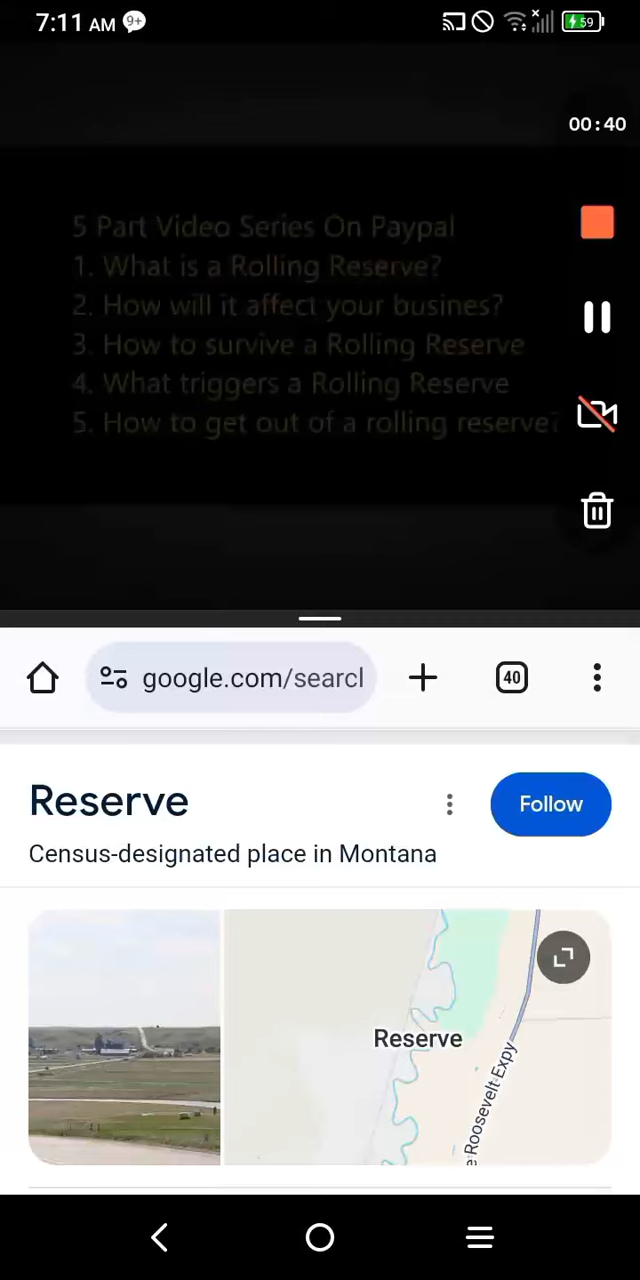 7:11 AM 9+
59
00:40
5 Part Video Series On Paypal
1. What is a Rolling Reserve?
2. How will it affect your busines?
3. How to survive a Rolling Reserve
4. What triggers a Rolling Reserve
5. How to get out of a rolling reserve?
google.com/searcl
40
Reserve
Follow
Census-designated place in Montana
Reserve
e Roosevelt Expy